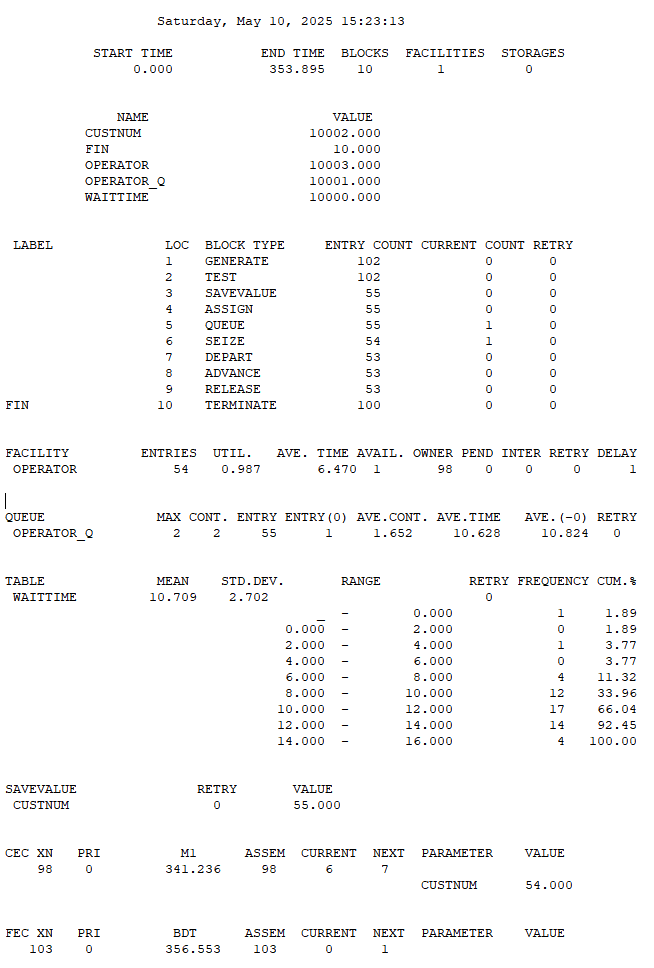 Saturday, May 10, 2025 15:23:13
START TIME END TIME BLOCKS FACILITIES STORAGES
0.000 353.895 10 1 0
NAME VALUE
CUSTNUM 10002.000
FIN 10.000
OPERATOR 10003.000
OPERATOR_Q 10001.000
WAITTIME 10000.000
LABEL LOC BLOCK TYPE ENTRY COUNT CURRENT COUNT RETRY
1 GENERATE 102 0 0
2 TEST 102 0 0
3 SAVEVALUE 55 0 0
4 ASSIGN 55 0 0
5 QUEUE 55 1 0
6 SEIZE 54 1 0
7 DEPART 53 0 0
8 ADVANCE 53 0 0
9 RELEASE 53 0 0
FIN 10 TERMINATE 100 0 0
FACILITY ENTRIES UTIL. AVE. TIME AVAIL. OWNER PEND INTER RETRY DELAY
OPERATOR 54 0.987 6.470 1 98 0 0 0 1
QUEUE MAX CONT. ENTRY ENTRY(0) AVE.CONT. AVE.TIME AVE.(-0) RETRY
OPERATOR_Q 2 2 55 1 1.652 10.628 10.824 0
TABLE MEAN STD.DEV. RANGE RETRY FREQUENCY CUM.%
WAITTIME 10.709 2.702 0
_ - 0.000 1 1.89
0.000 - 2.000 0 1.89
2.000 - 4.000 1 3.77
4.000 - 6.000 0 3.77
6.000 - 8.000 4 11.32
8.000 - 10.000 12 33.96
10.000 - 12.000 17 66.04
12.000 - 14.000 14 92.45
14.000 - 16.000 4 100.00
SAVEVALUE RETRY VALUE
CUSTNUM 0 55.000
CEC XN PRI M1 ASSEM CURRENT NEXT PARAMETER VALUE
98 0 341.236 98 6 7
CUSTNUM 54.000
FEC XN PRI BDT ASSEM CURRENT NEXT PARAMETER VALUE
103 0 356.553 103 0 1